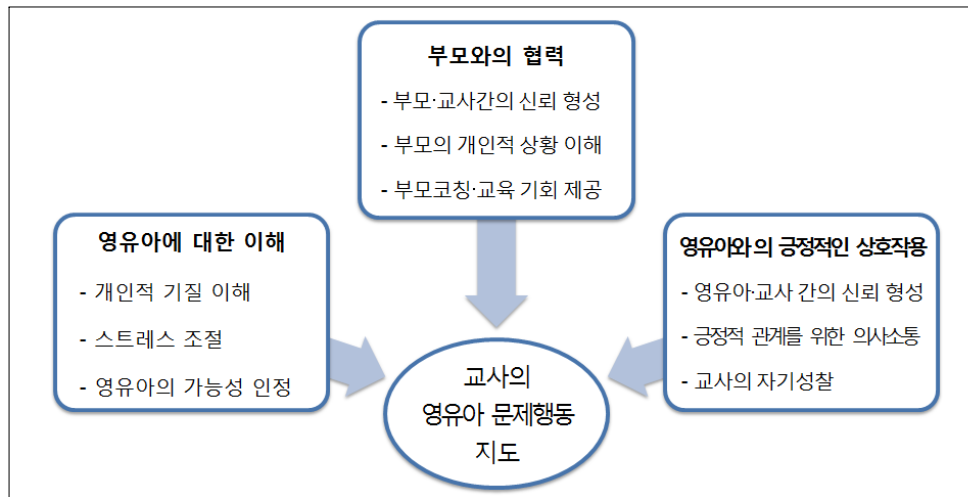 부모와의 협력
- 부모·교사간의 신뢰 형성
- 부모의 개인적 상황 이해
- 부모코칭·교육 기회 제공
영유아에 대한 이해
- 개인적 기질 이해
- 스트레스 조절
- 영유아의 가능성 인정
영유아와의 긍정적인 상호작용
- 영유아·교사 간의 신뢰 형성
- 긍정적 관계를 위한 의사소통
- 교사의 자기성찰
교사의
영유아 문제행동
지도